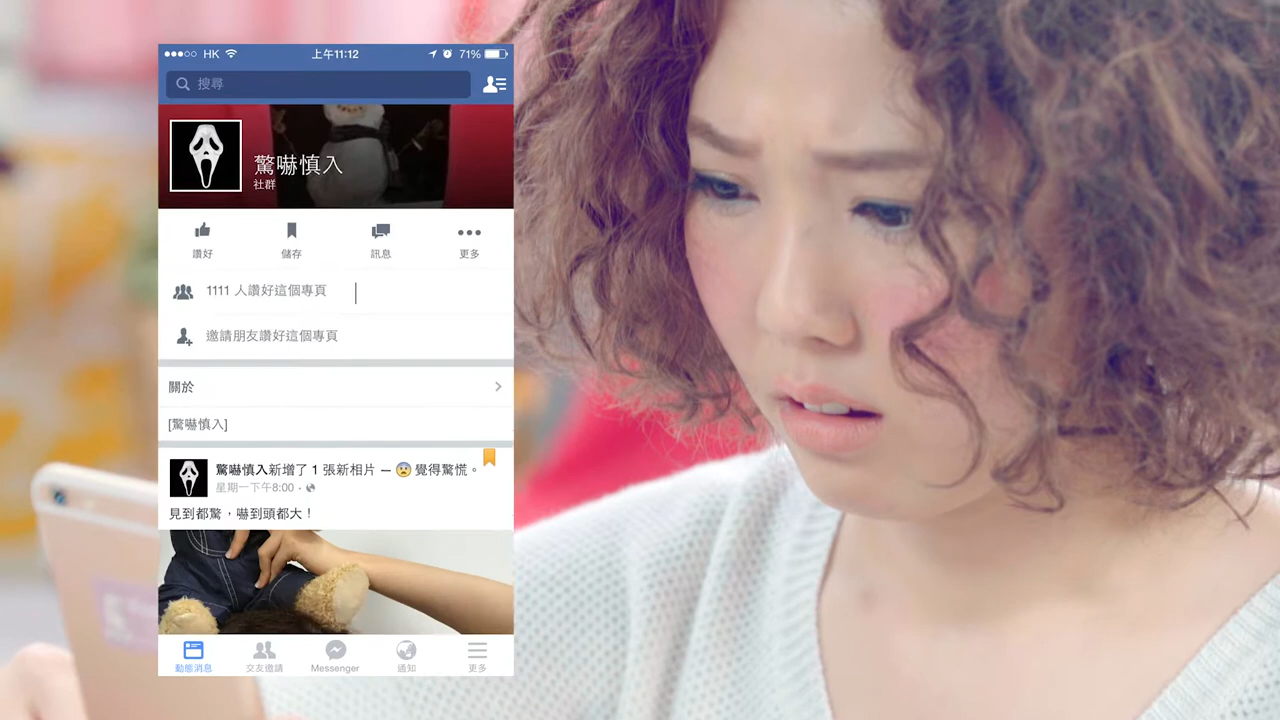 HK 上午11:12 71%
搜尋
驚嚇慎入
社群
讚好 儲存 訊息 更多
1111 人讚好這個專頁
邀請朋友讚好這個專頁
關於
[驚嚇慎入]
驚嚇慎入新增了 1 張新相片 — 😨 覺得驚慌。
星期一下午8:00 -
見到都驚,嚇到頭都大!
動態消息 交友邀請 Messenger 通知 更多